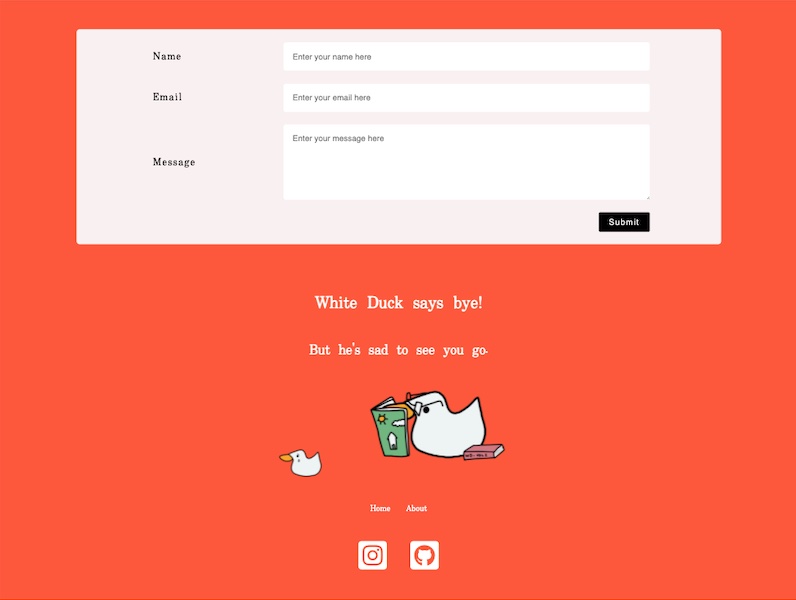 Name
Enter your name here
Email
Enter your email here
Message
Enter your message here
Submit
White Duck says bye!
But he's sad to see you go.
Home About